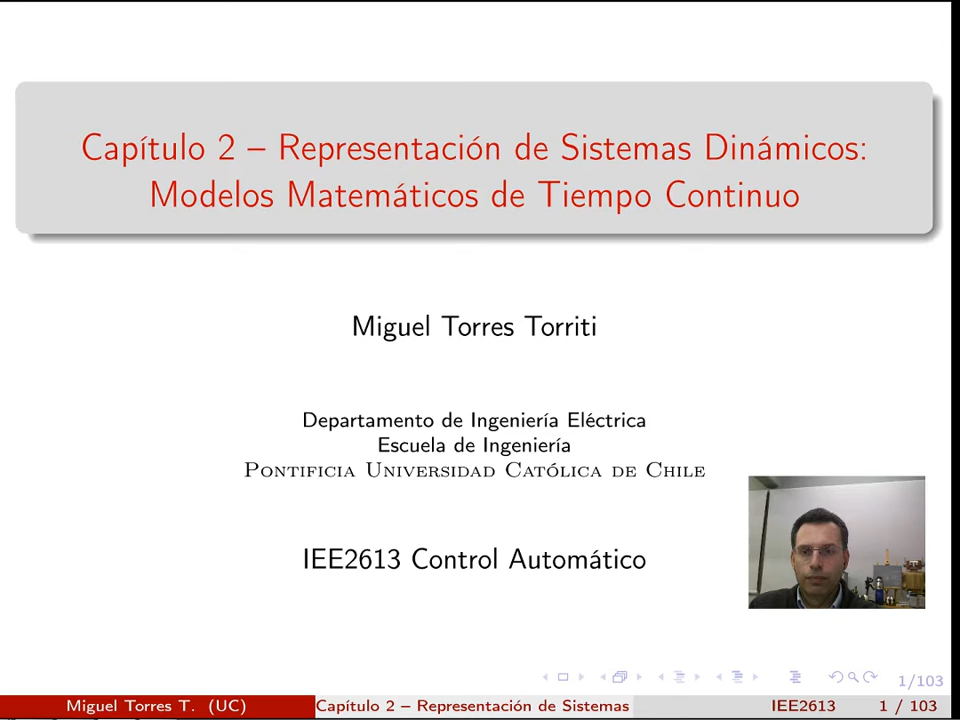 Capítulo 2 – Representación de Sistemas Dinámicos:
Modelos Matemáticos de Tiempo Continuo
Miguel Torres Torriti
Departamento de Ingeniería Eléctrica
Escuela de Ingeniería
Pontificia Universidad Católica de Chile
IEE2613 Control Automático
1/103
Miguel Torres T. (UC) Capítulo 2 – Representación de Sistemas IEE2613 1 / 103